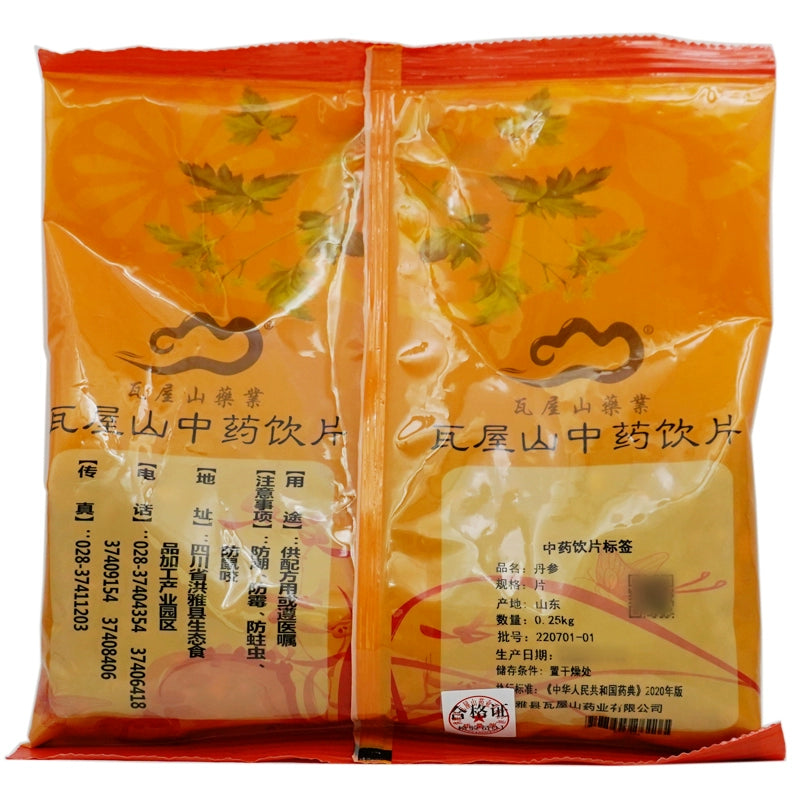 瓦屋山藥業
瓦屋山中药饮片
【用　途】：供配方用或遵医嘱
【注意事项】：防潮、防霉、防蛀虫、
防鼠咬
【地　址】：四川省洪雅县生态食
品加工产业园区
【电　话】：028-37404354 37406418
37409154 37408406
【传　真】：028-37411203
瓦屋山藥業
瓦屋山中药饮片
中药饮片标签
品名：丹参
规格：片
产地：山东
数量：0.25kg
批号：220701-01
生产日期：
储存条件：置干燥处
执行标准：《中华人民共和国药典》2020年版
雅县瓦屋山药业有限公司
合格证